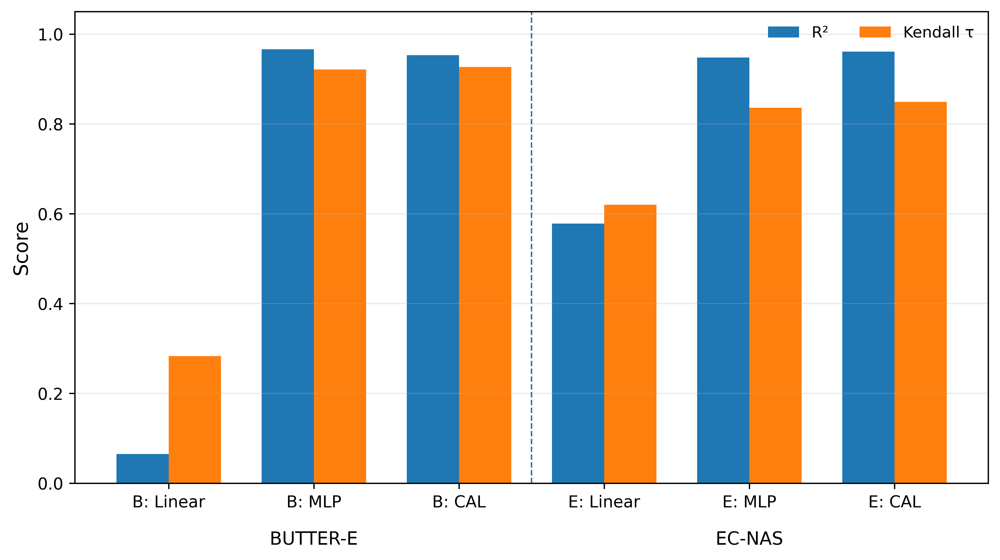 R²
Kendall τ
Score
1.0
0.8
0.6
0.4
0.2
0.0
B: Linear
B: MLP
B: CAL
E: Linear
E: MLP
E: CAL
BUTTER-E
EC-NAS